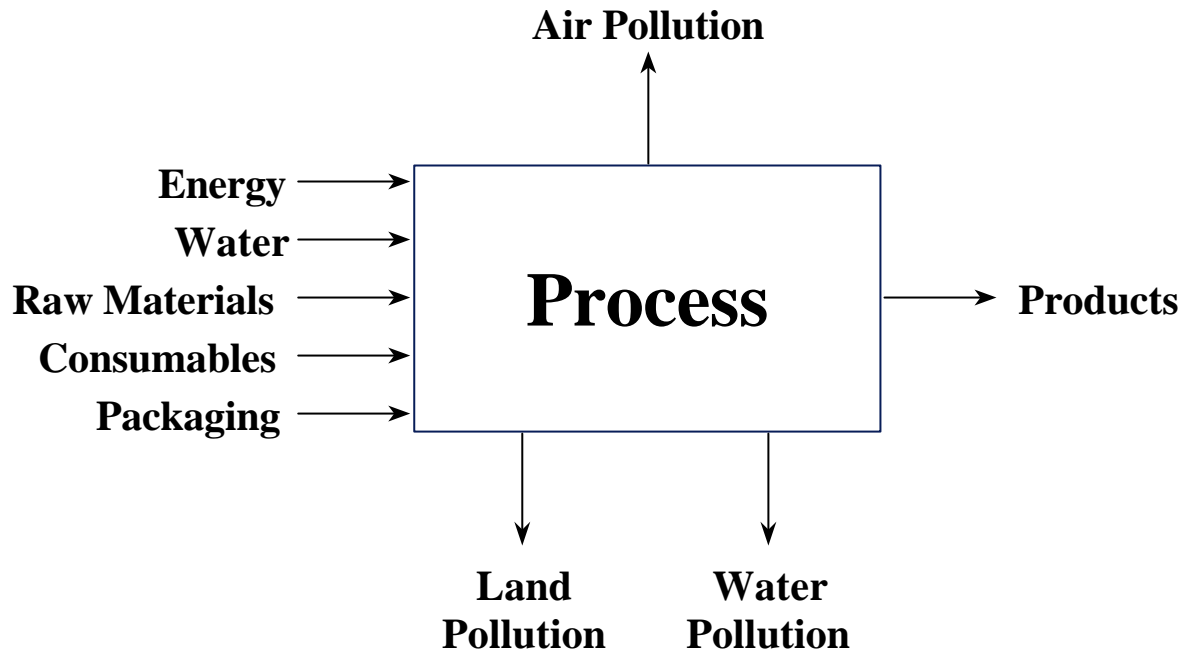 Air Pollution
Energy
Water
Raw Materials
Consumables
Packaging
Process
Products
Land
Pollution
Water
Pollution